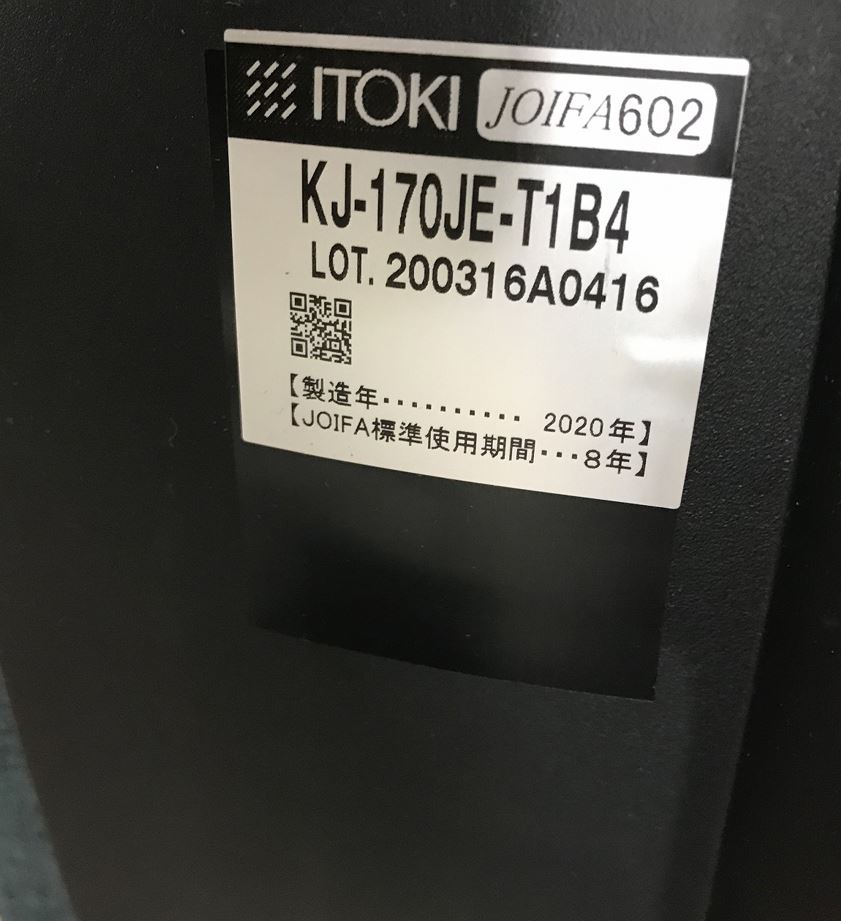 ITOKI JOIFA602
KJ-170JE-T1B4
LOT. 200316A0416
【製造年.......... 2020年】
【JOIFA標準使用期間...8年】